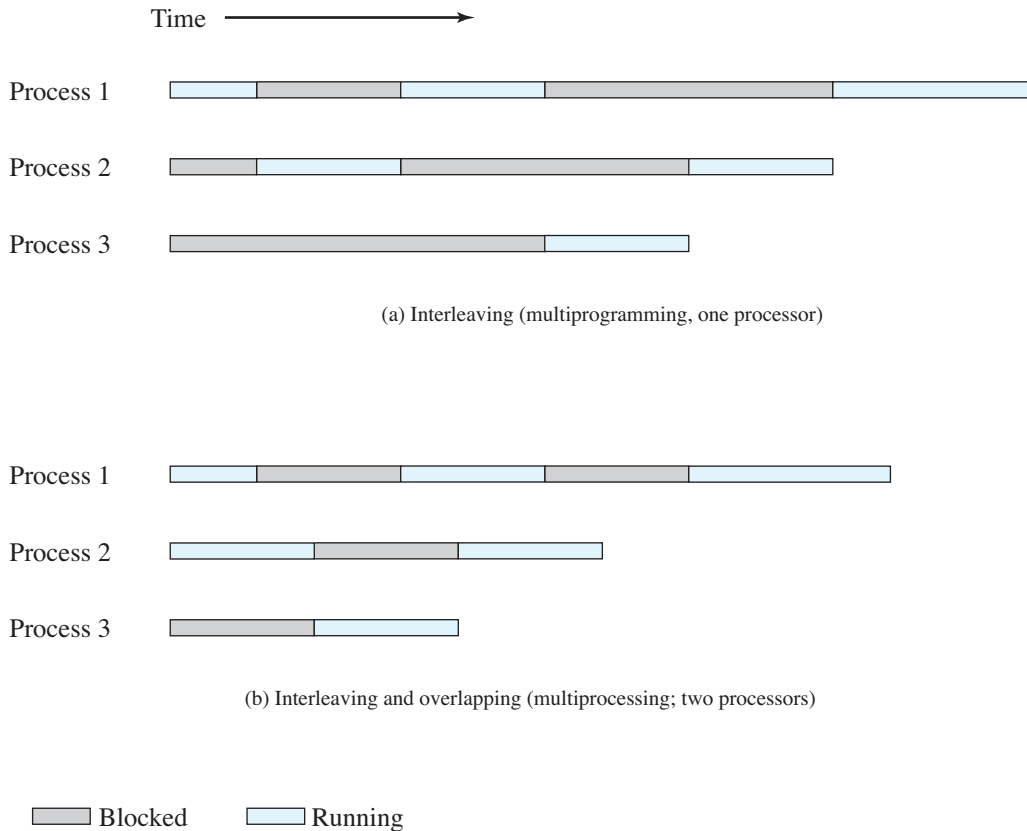 Time
Process 1
Process 2
Process 3
(a) Interleaving (multiprogramming, one processor)
Process 1
Process 2
Process 3
(b) Interleaving and overlapping (multiprocessing; two processors)
Blocked Running